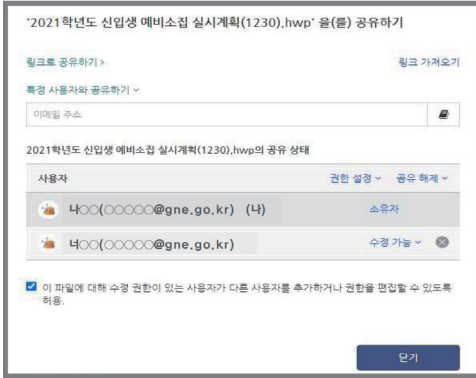 '2021학년도 신입생 예비소집 실시계획(1230).hwp' 을(를) 공유하기
링크로 공유하기 >
링크 가져오기
특정 사용자와 공유하기
이메일 주소
2021학년도 신입생 예비소집 실시계획(1230).hwp의 공유 상태
사용자
권한 설정
공유 해제
나○○(○○○○○@gne.go.kr) (나)
소유자
너○○(○○○○○@gne.go.kr)
수정 가능
이 파일에 대해 수정 권한이 있는 사용자가 다른 사용자를 추가하거나 권한을 편집할 수 있도록
허용.
닫기